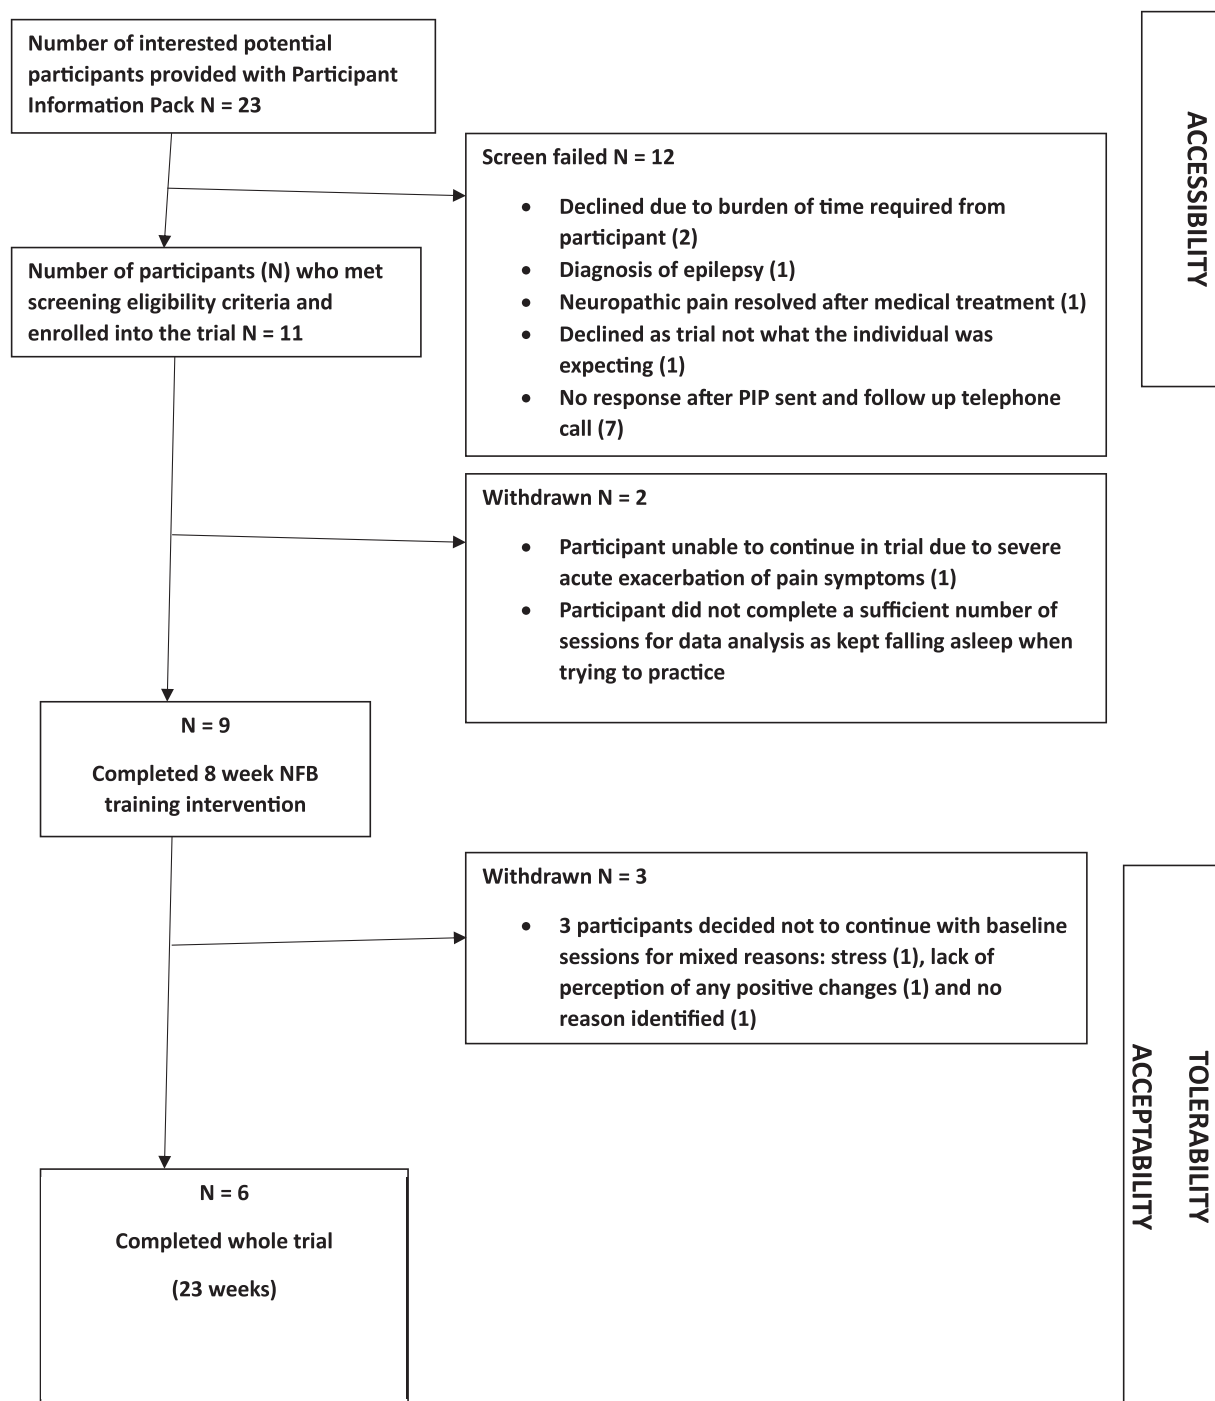 Number of interested potential
participants provided with Participant
Information Pack N = 23
ACCESSIBILITY
Screen failed N = 12
• Declined due to burden of time required from
participant (2)
• Diagnosis of epilepsy (1)
• Neuropathic pain resolved after medical treatment (1)
• Declined as trial not what the individual was
expecting (1)
• No response after PIP sent and follow up telephone
call (7)
Number of participants (N) who met
screening eligibility criteria and
enrolled into the trial N = 11
Withdrawn N = 2
• Participant unable to continue in trial due to severe
acute exacerbation of pain symptoms (1)
• Participant did not complete a sufficient number of
sessions for data analysis as kept falling asleep when
trying to practice
N = 9
Completed 8 week NFB
training intervention
Withdrawn N = 3
• 3 participants decided not to continue with baseline
sessions for mixed reasons: stress (1), lack of
perception of any positive changes (1) and no
reason identified (1)
TOLERABILITY
ACCEPTABILITY
N = 6
Completed whole trial
(23 weeks)